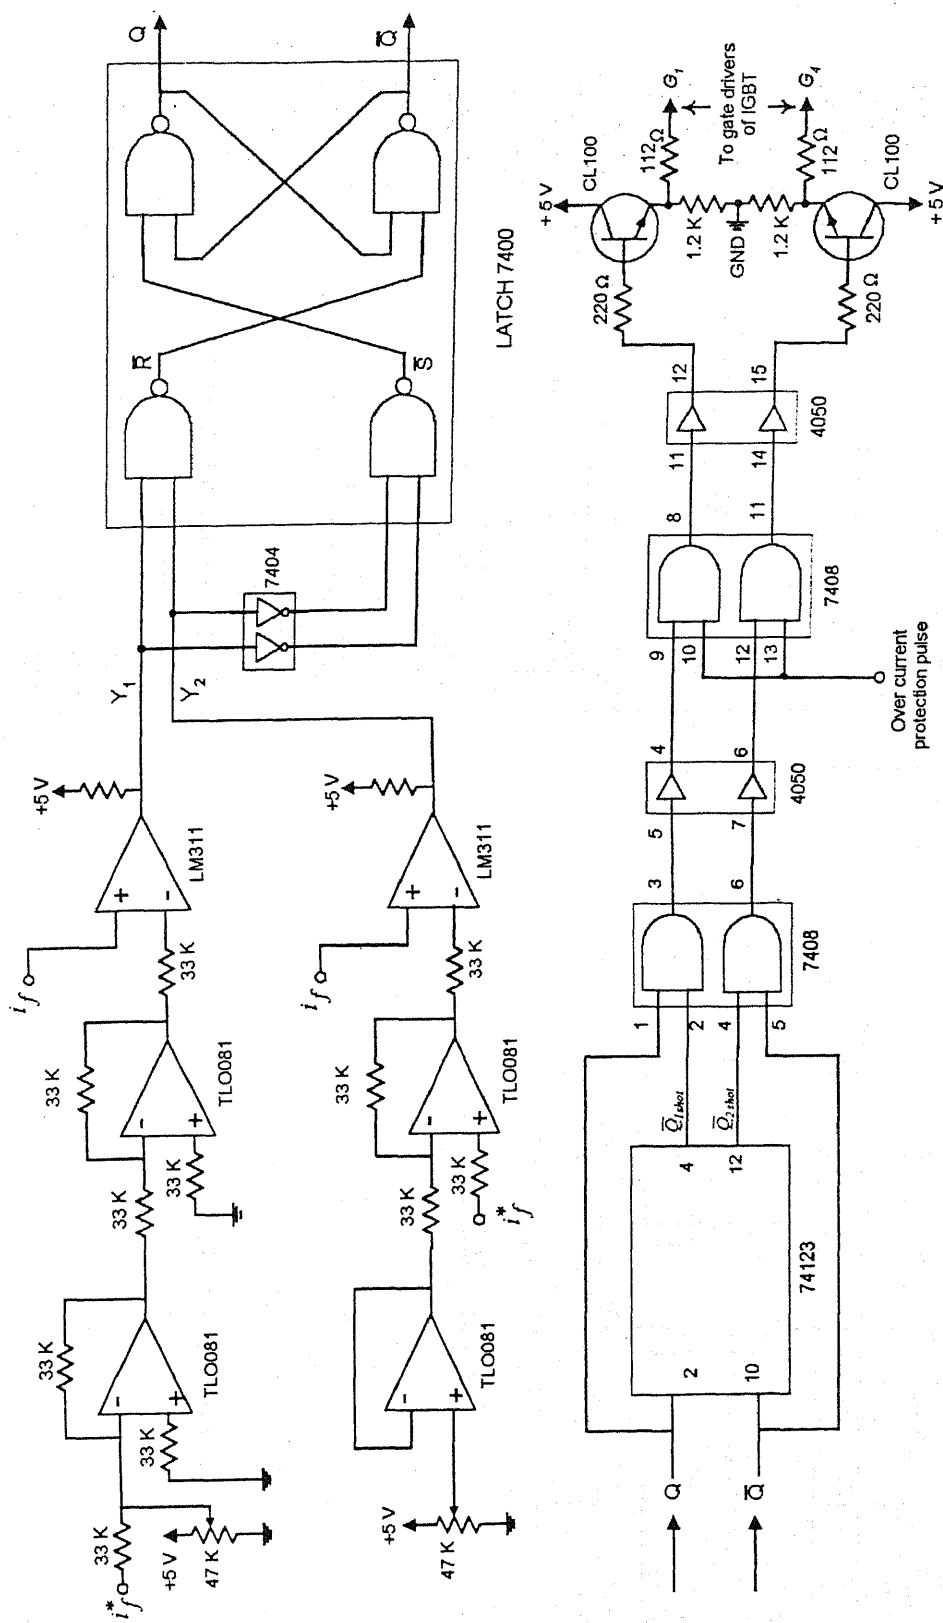 i*f
33 K
+5 V
47 K
33 K
33 K
-
+
TLO081
33 K
33 K
33 K
-
+
TLO081
33 K
if
+
-
LM311
+5 V
Y1
Y2
7404
R̅
S̅
Q
Q̅
LATCH 7400
+5 V
47 K
-
+
TLO081
33 K
33 K
33 K
i*f
-
+
TLO081
33 K
if
+
-
LM311
+5 V
Q
Q̅
2
10
4
12
74123
Q̅1shot
Q̅2shot
1
2
4
5
3
6
7408
5
7
4
6
4050
9
10
12
13
8
11
7408
Over current
protection pulse
11
14
12
15
4050
220 Ω
220 Ω
+5 V
CL100
112 Ω
G1
1.2 K
GND
1.2 K
To gate drivers
of IGBT
112 Ω
G4
CL100
+5 V